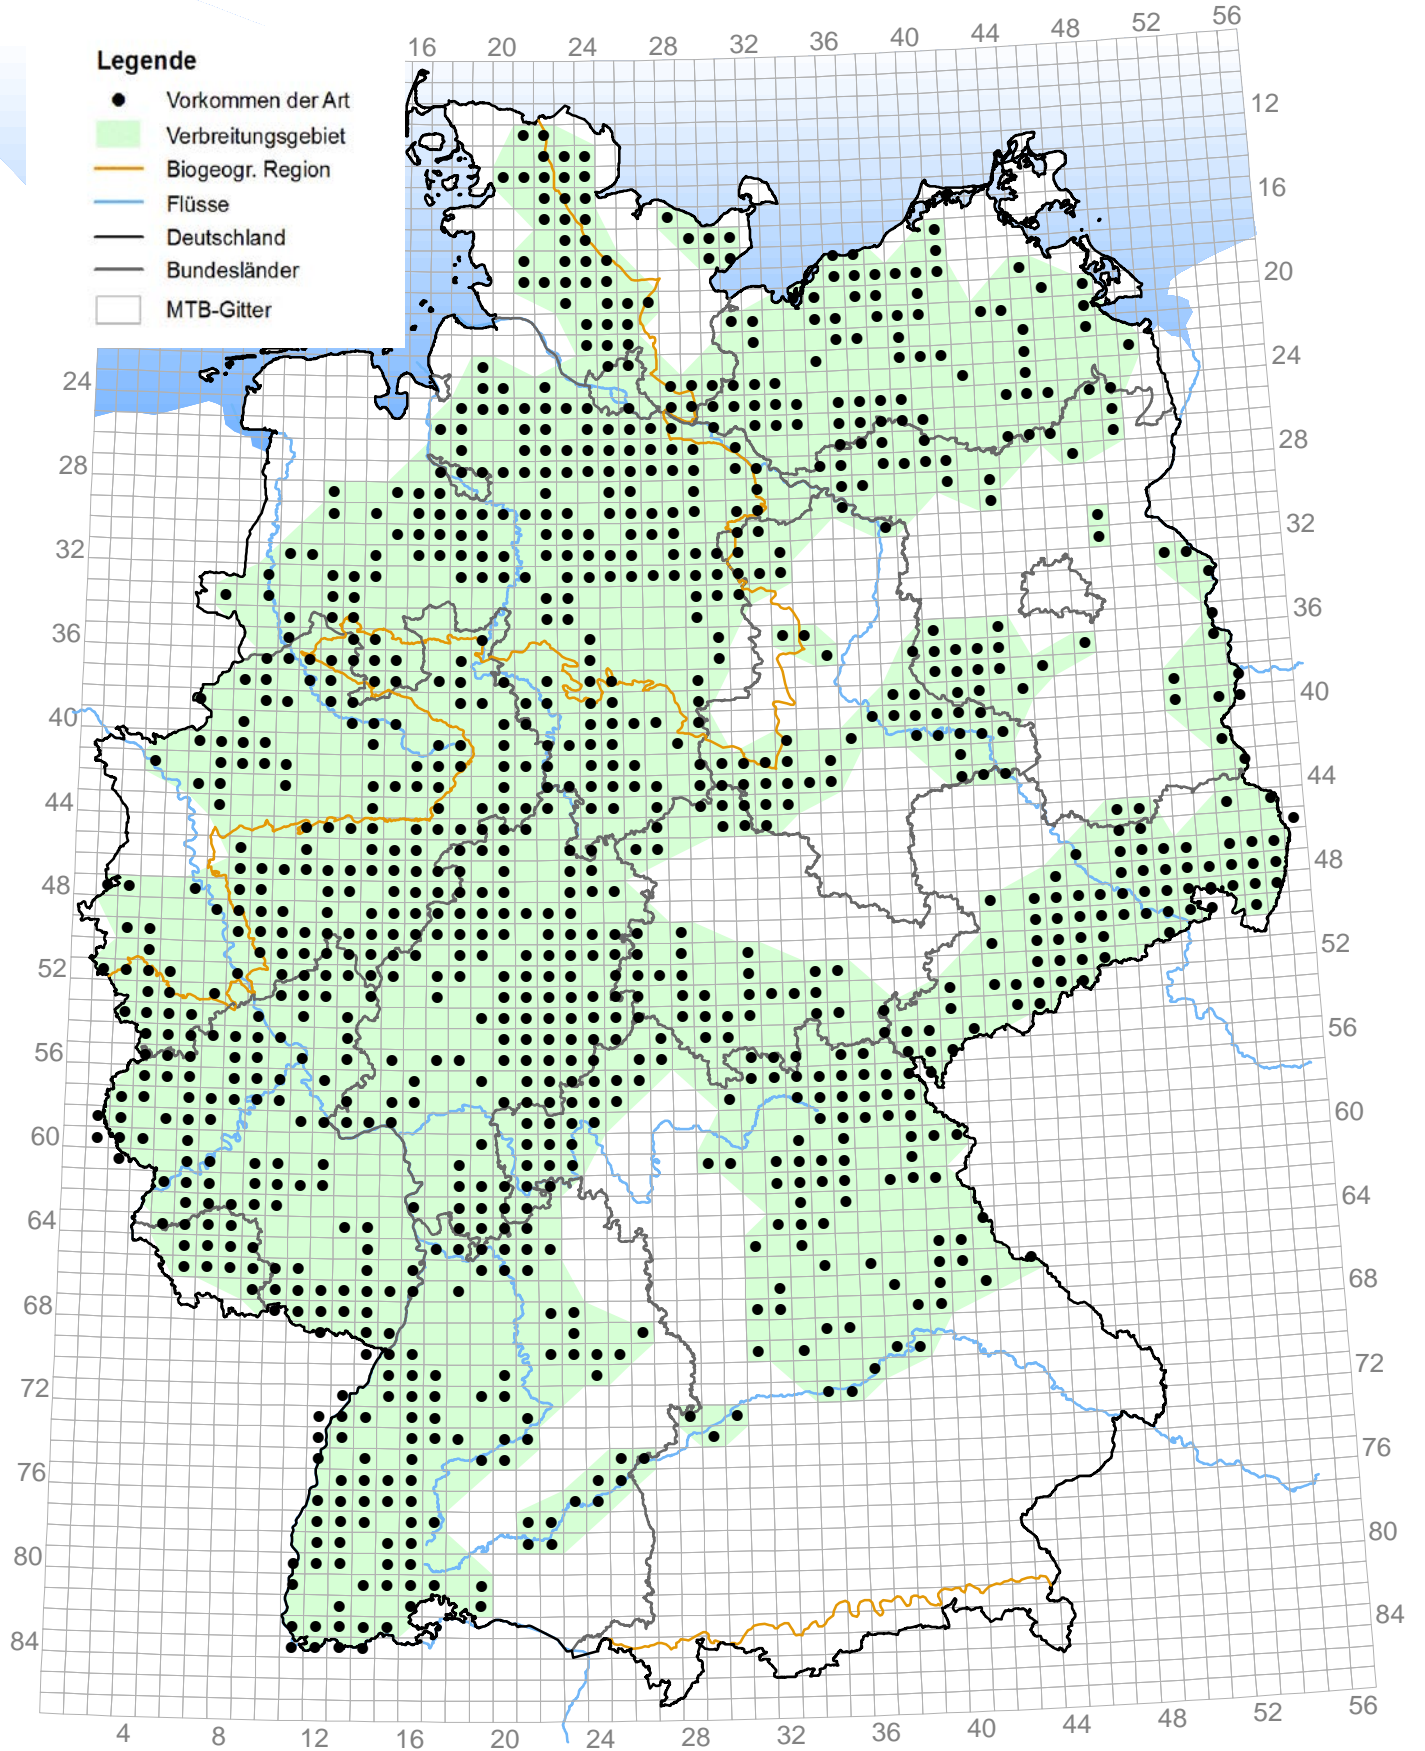 Legende
Vorkommen der Art
Verbreitungsgebiet
Biogeogr. Region
Flüsse
Deutschland
Bundesländer
MTB-Gitter
16 20 24 28 32 36 40 44 48 52 56
12
16
20
24 24
28 28
32 32
36 36
40 40
44 44
48 48
52 52
56 56
60 60
64 64
68 68
72 72
76 76
80 80
84 84
4 8 12 16 20 24 28 32 36 40 44 48 52 56